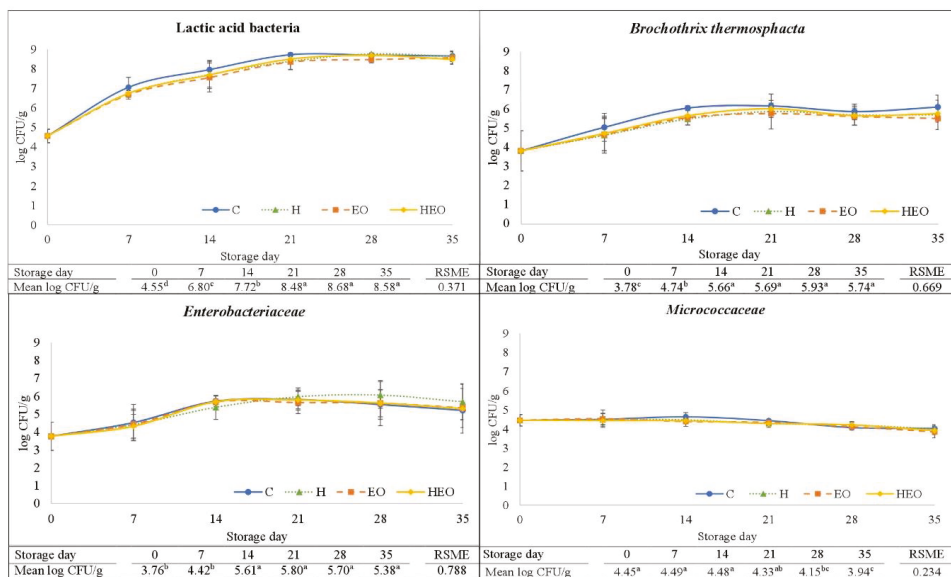 Lactic acid bacteria
9
8
7
6
5
4
3
2
1
0
log CFU/g
C H EO HEO
0 7 14 21 28 35
Storage day
Storage day 0 7 14 21 28 35 RSME
Mean log CFU/g 4.55ᵈ 6.80ᶜ 7.72ᵇ 8.48ᵃ 8.68ᵃ 8.58ᵃ 0.371
Brochothrix thermosphacta
9
8
7
6
5
4
3
2
1
0
log CFU/g
C H EO HEO
0 7 14 21 28 35
Storage day
Storage day 0 7 14 21 28 35 RSME
Mean log CFU/g 3.78ᶜ 4.74ᵇ 5.66ᵃ 5.69ᵃ 5.93ᵃ 5.74ᵃ 0.669
Enterobacteriaceae
9
8
7
6
5
4
3
2
1
0
log CFU/g
C H EO HEO
0 7 14 21 28 35
Storage day
Storage day 0 7 14 21 28 35 RSME
Mean log CFU/g 3.76ᵇ 4.42ᵇ 5.61ᵃ 5.80ᵃ 5.70ᵃ 5.38ᵃ 0.788
Micrococcaceae
9
8
7
6
5
4
3
2
1
0
log CFU/g
C H EO HEO
0 7 14 21 28 35
Storage day
Storage day 0 7 14 21 28 35 RSME
Mean log CFU/g 4.45ᵃ 4.49ᵃ 4.48ᵃ 4.33ᵃᵇ 4.15ᵇᶜ 3.94ᶜ 0.234